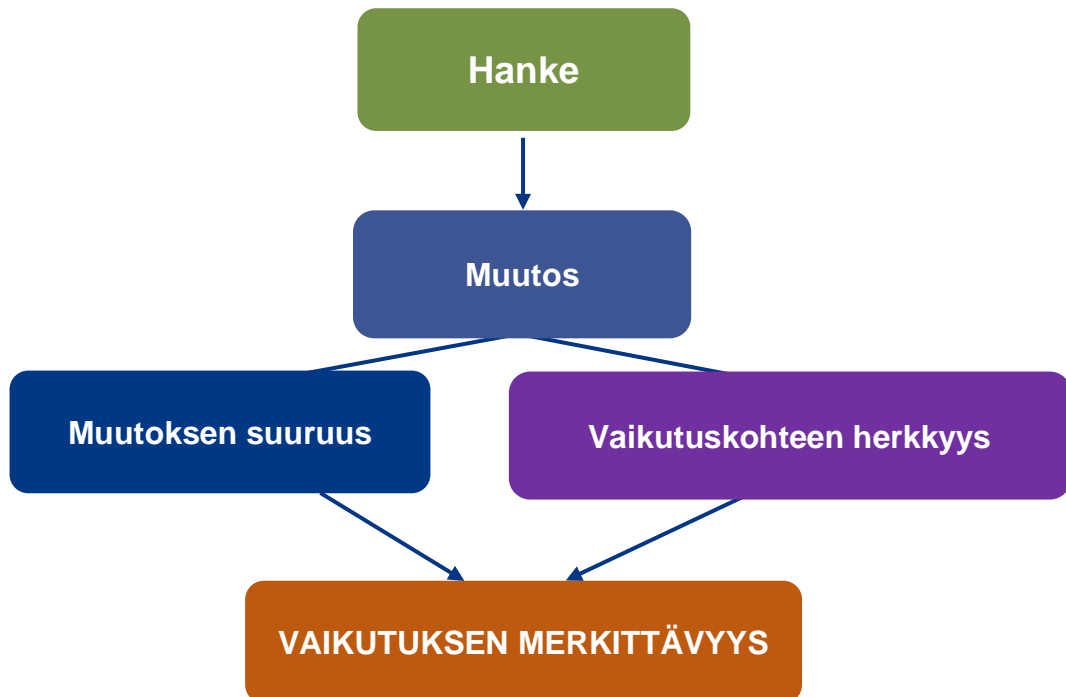 Hanke
Muutos
Muutoksen suuruus
Vaikutuskohteen herkkyys
VAIKUTUKSEN MERKITTÄVYYS